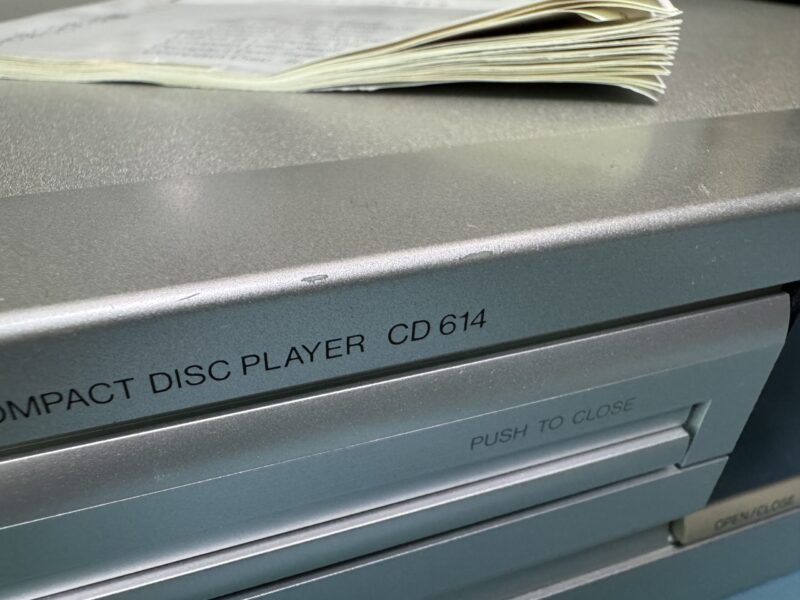 OMPACT DISC PLAYER CD 614
PUSH TO CLOSE
OPEN/CLOSE